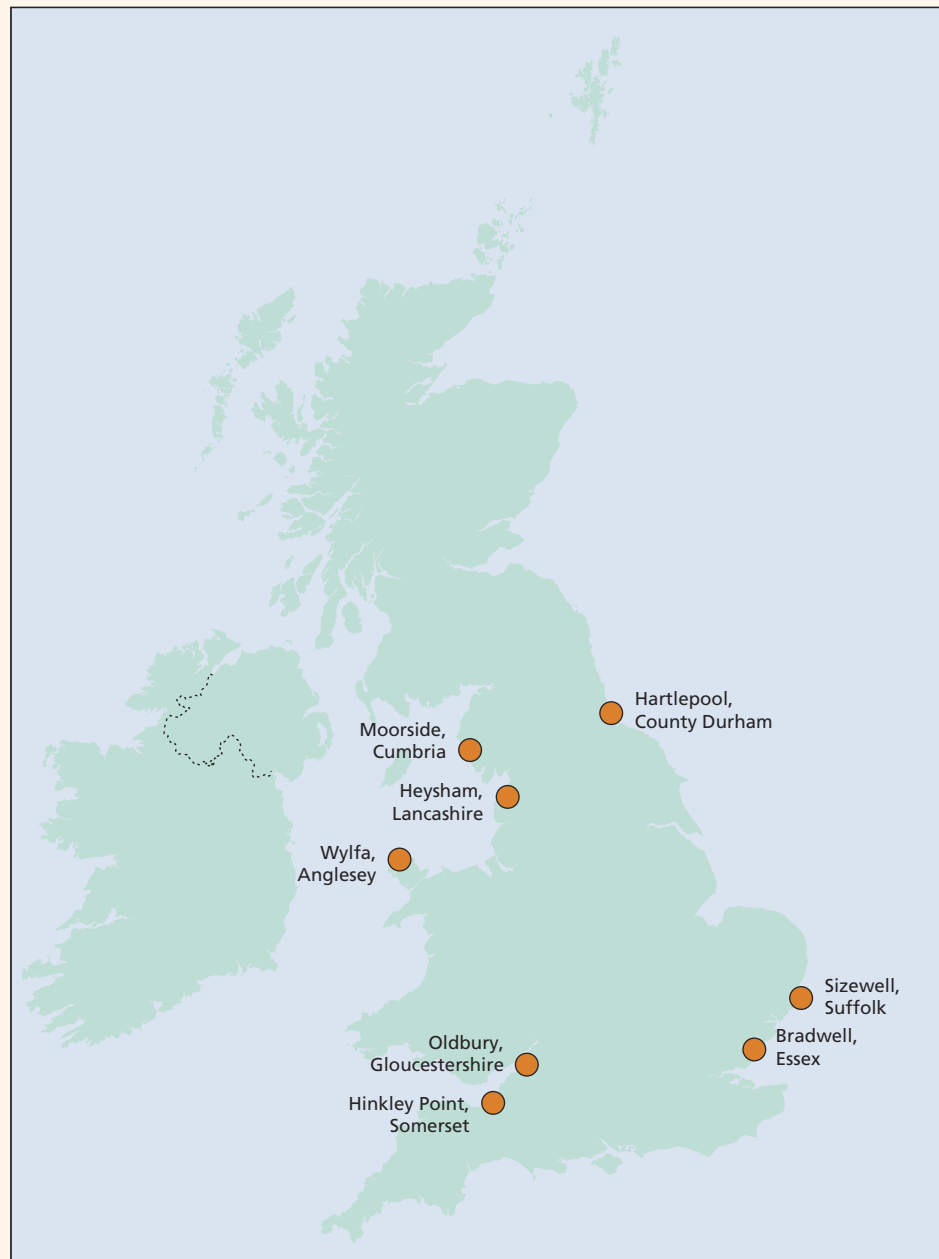 Hartlepool,
County Durham
Moorside,
Cumbria
Heysham,
Lancashire
Wylfa,
Anglesey
Sizewell,
Suffolk
Bradwell,
Essex
Oldbury,
Gloucestershire
Hinkley Point,
Somerset